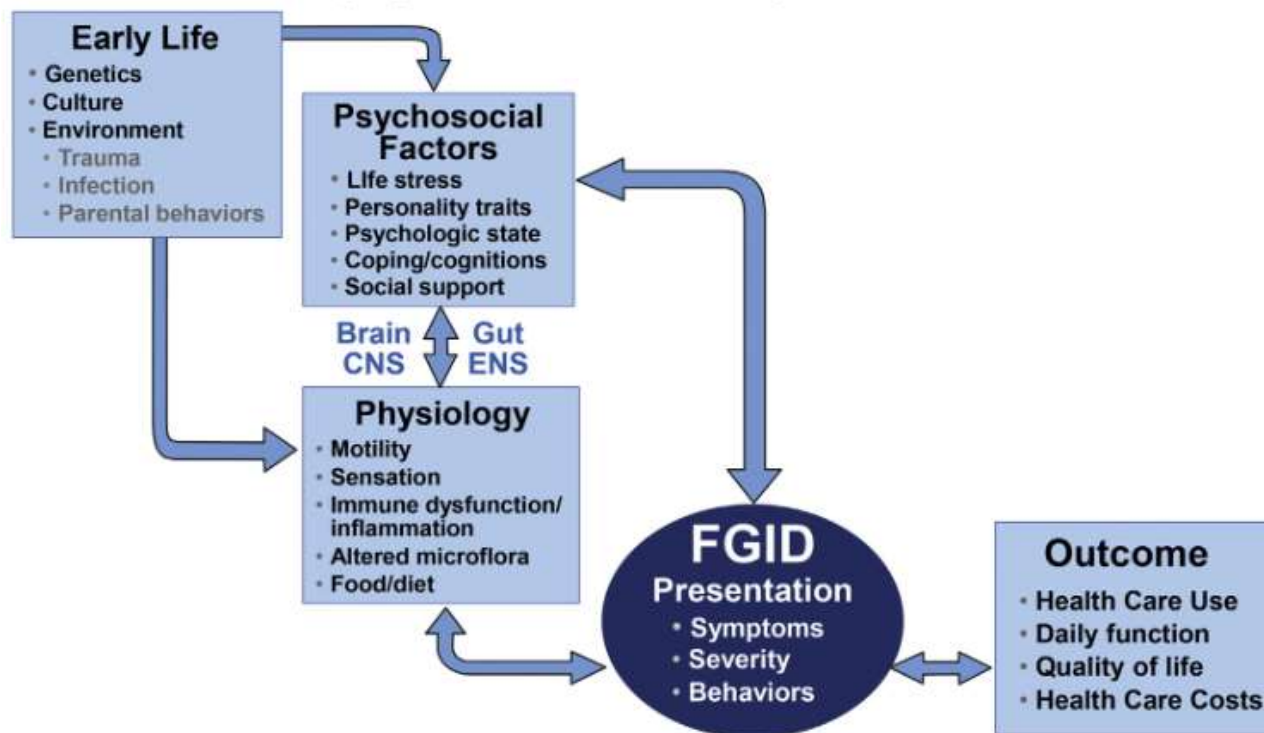 Early Life
• Genetics
• Culture
• Environment
• Trauma
• Infection
• Parental behaviors
Psychosocial
Factors
• LIfe stress
• Personality traits
• Psychologic state
• Coping/cognitions
• Social support
Brain Gut
CNS ENS
Physiology
• Motility
• Sensation
• Immune dysfunction/
inflammation
• Altered microflora
• Food/diet
FGID
Presentation
• Symptoms
• Severity
• Behaviors
Outcome
• Health Care Use
• Daily function
• Quality of life
• Health Care Costs